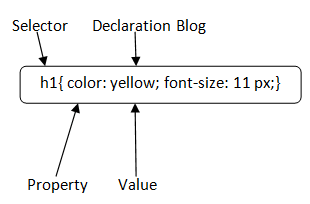 Selector Declaration Blog
h1{ color: yellow; font-size: 11 px;}
Property Value